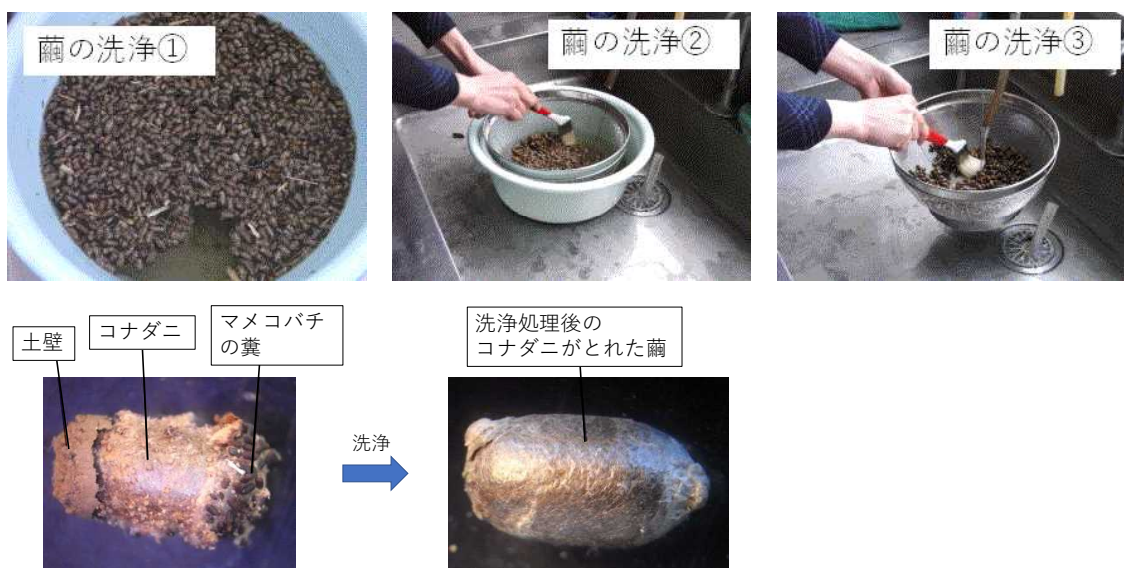 繭の洗浄①
繭の洗浄②
繭の洗浄③
土壁
コナダニ
マメコバチ
の糞
洗浄処理後の
コナダニがとれた繭
洗浄